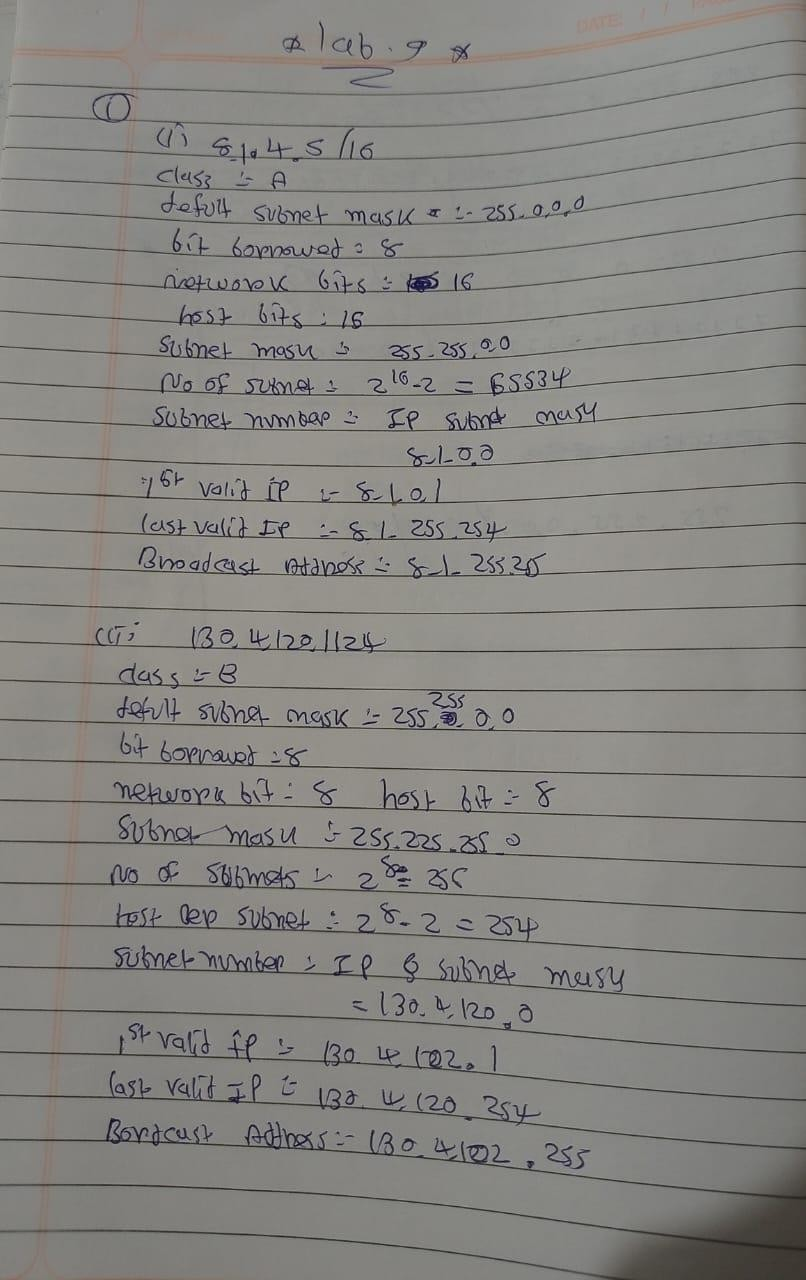 DATE: / / PAGE
* lab. 9 *
①
(i) 8.1.4.5 /16
class :- A
defult subnet mask :- 255.0.0.0
bit borrowed : 8
network bits : 16
host bits : 16
Subnet mask : 255.255.0.0
No of subnet : 2^16-2 = 65534
Subnet number :- IP subnet mask
8.1.0.0
1st valid IP :- 8.1.0.1
last valid IP :- 8.1.255.254
Broadcast Address :- 8.1.255.255
130.4.120.1/24
class :- B
defult subnet mask :- 255.255.0.0
bit borrowed :8
network bit :- 8 host bit :- 8
Subnet mask :- 255.225.255.0
No of subnets :- 2^8 = 256
host per subnet :- 2^8-2 = 254
subnet number : IP & subnet mask
= 130.4.120.0
1st valid IP :- 130.4.102.1
last valid IP :- 130.4.120.254
Bordcast Address :- 130.4.102.255